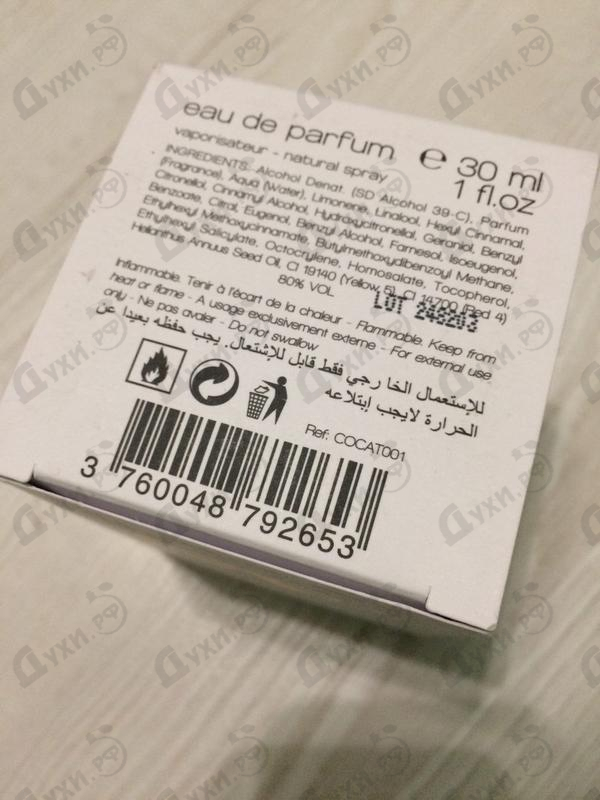 eau de parfum e 30 ml
vaporisateur - natural spray 1 fl.oz
INGREDIENTS: Alcohol Denat. (SD Alcohol 39-C), Parfum
(Fragrance), Aqua (Water), Limonene, Linalool, Hexyl Cinnamal,
Citronellol, Cinnamyl Alcohol, Hydroxycitronellal, Geraniol, Benzyl
Benzoate, Citral, Eugenol, Benzyl Alcohol, Farnesol, Isoeugenol,
Ethylhexyl Methoxycinnamate, Butylmethoxydibenzoyl Methane,
Ethylhexyl Salicylate, Octocrylene, Homosalate, Tocopherol,
Helianthus Annuus Seed Oil, CI 19140 (Yellow 5), CI 14700 (Red 4)
80% VOL LOT
Inflammable. Tenir à l'écart de la chaleur - Flammable. Keep from
heat or flame - A usage exclusivement externe - For external use
only - Ne pas avaler - Do not swallow
للإستعمال الخارجي فقط قابل للإشتعال. يجب حفظه بعيدا عن
الحرارة لايجب إبتلاعه
Ref: COCAT001
3 760048 792653
Духи.рф